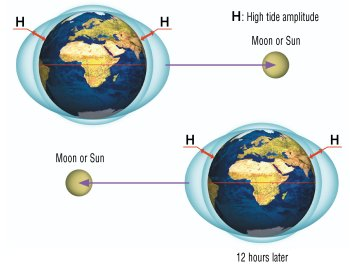 H
H
H: High tide amplitude
Moon or Sun
H
H
Moon or Sun
12 hours later